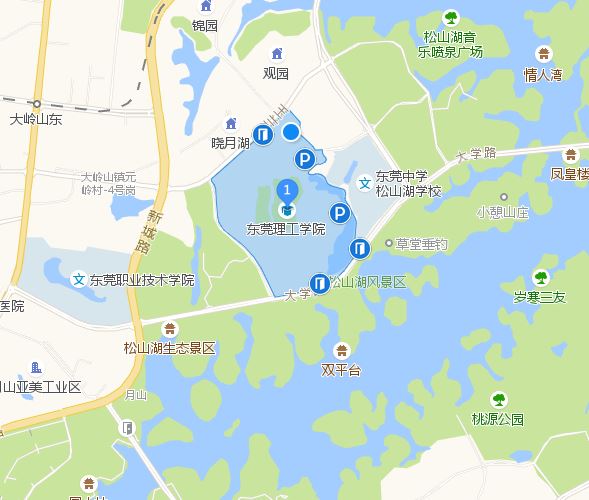 锦园
松山湖音
乐喷泉广场
观园
情人湾
大岭山东
晓月湖
大学路
凤皇楼
大岭山镇元
岭村-4号岗
东莞中学
松山湖学校
P
1
新城路
P
小憩山庄
东莞理工学院
草堂垂钓
东莞职业技术学院
松山湖风景区
岁寒三友
大学
医院
松山湖生态景区
双平台
山亚美工业区
月山
桃源公园